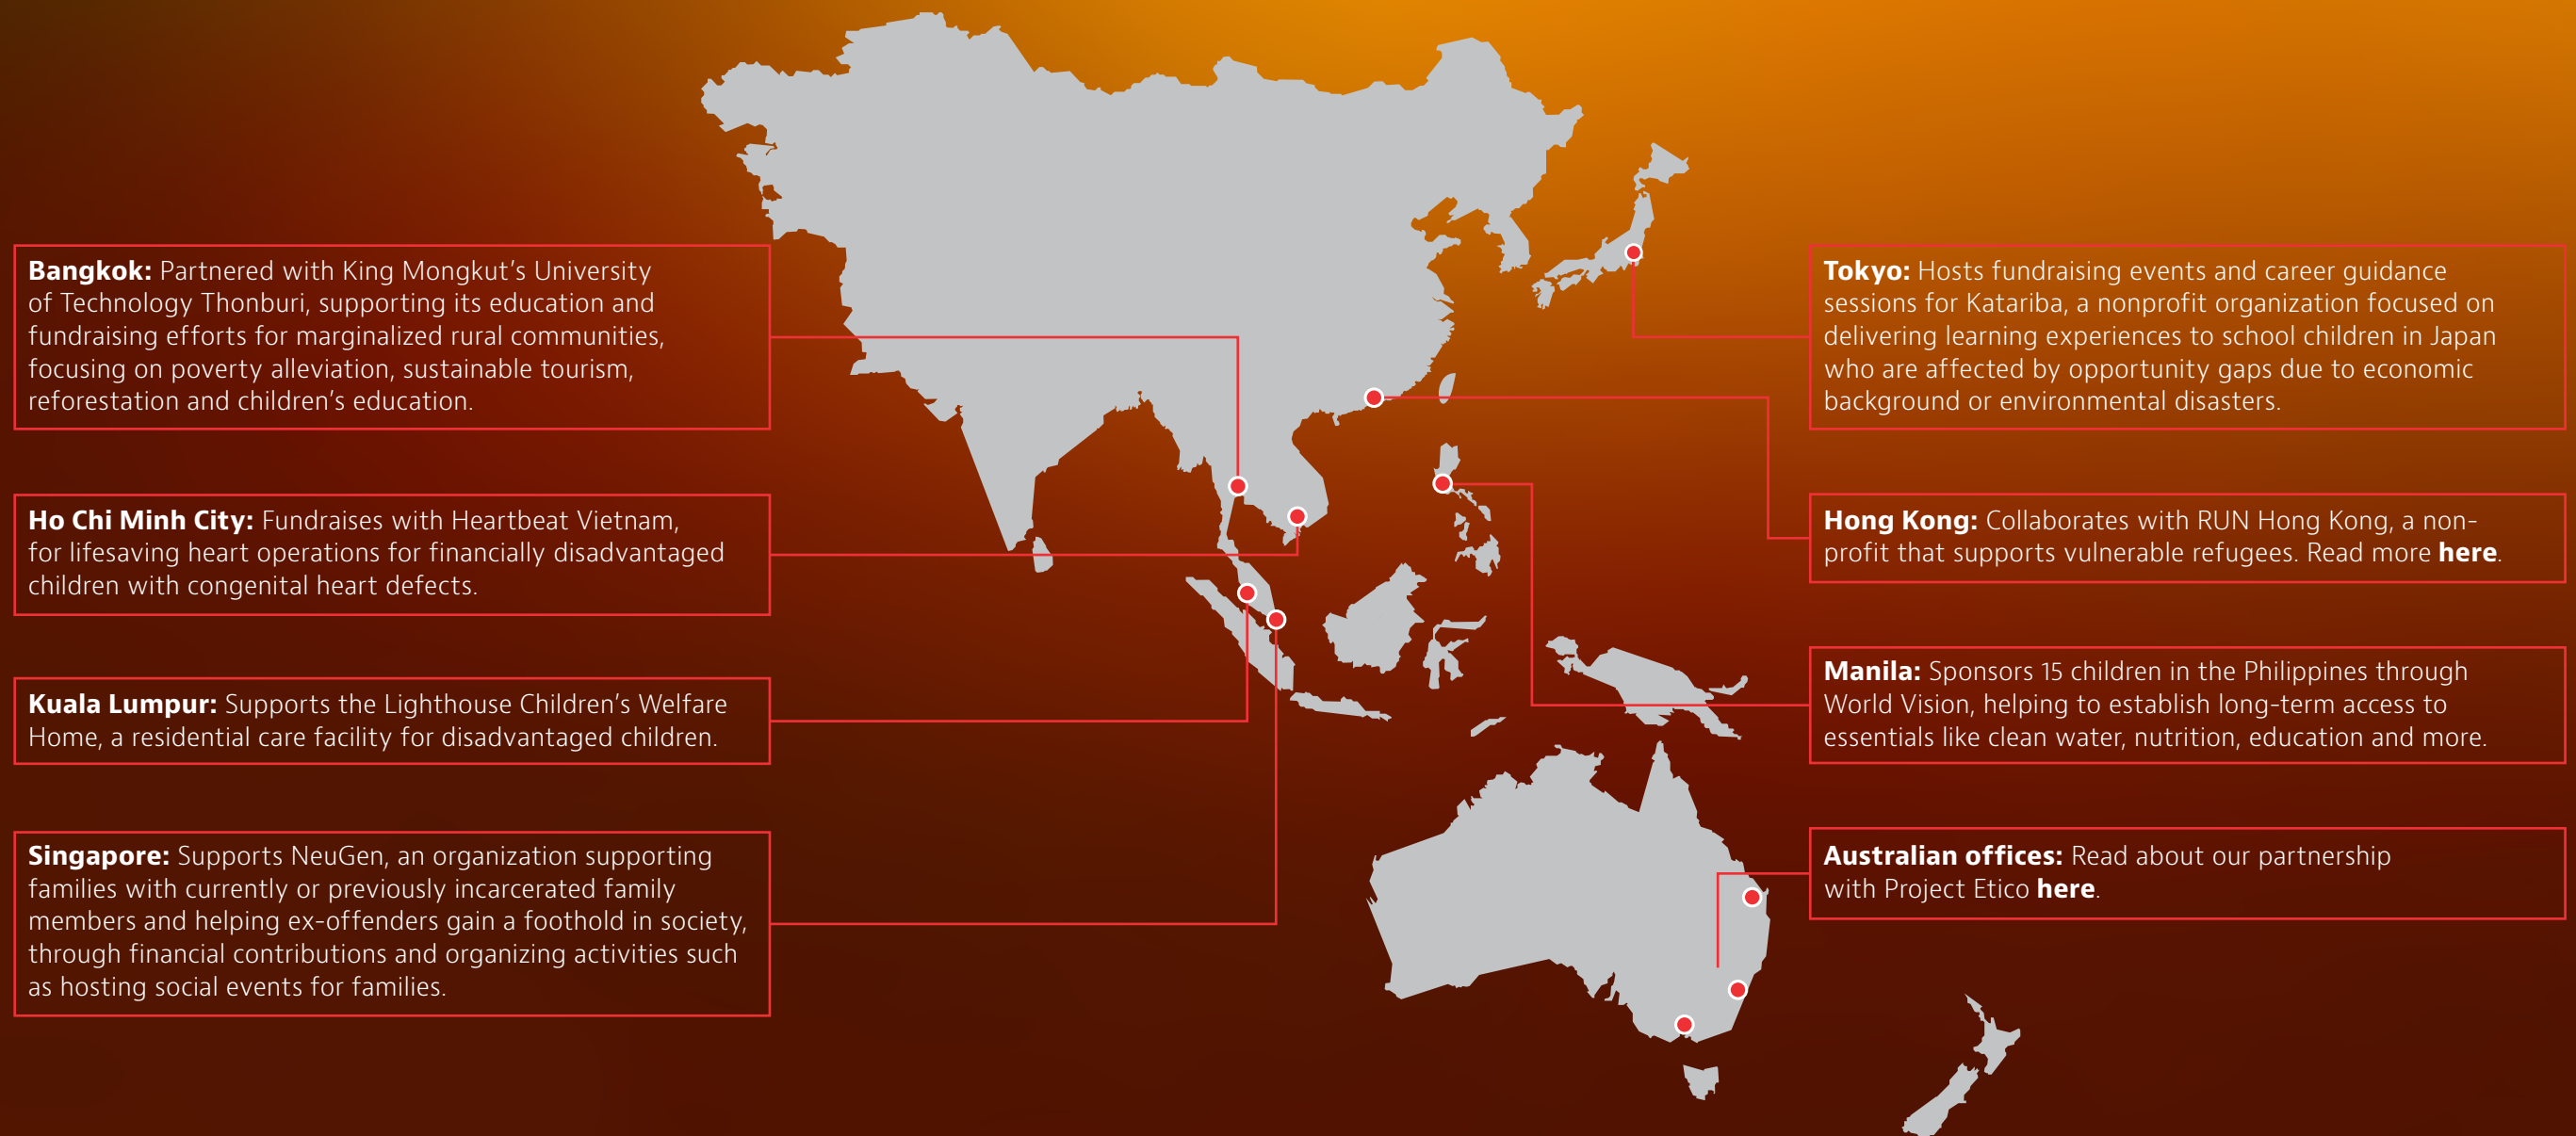 Bangkok: Partnered with King Mongkut’s University
of Technology Thonburi, supporting its education and
fundraising efforts for marginalized rural communities,
focusing on poverty alleviation, sustainable tourism,
reforestation and children’s education.
Ho Chi Minh City: Fundraises with Heartbeat Vietnam,
for lifesaving heart operations for financially disadvantaged
children with congenital heart defects.
Kuala Lumpur: Supports the Lighthouse Children’s Welfare
Home, a residential care facility for disadvantaged children.
Singapore: Supports NeuGen, an organization supporting
families with currently or previously incarcerated family
members and helping ex-offenders gain a foothold in society,
through financial contributions and organizing activities such
as hosting social events for families.
Tokyo: Hosts fundraising events and career guidance
sessions for Katariba, a nonprofit organization focused on
delivering learning experiences to school children in Japan
who are affected by opportunity gaps due to economic
background or environmental disasters.
Hong Kong: Collaborates with RUN Hong Kong, a non-
profit that supports vulnerable refugees. Read more here.
Manila: Sponsors 15 children in the Philippines through
World Vision, helping to establish long-term access to
essentials like clean water, nutrition, education and more.
Australian offices: Read about our partnership
with Project Etico here.